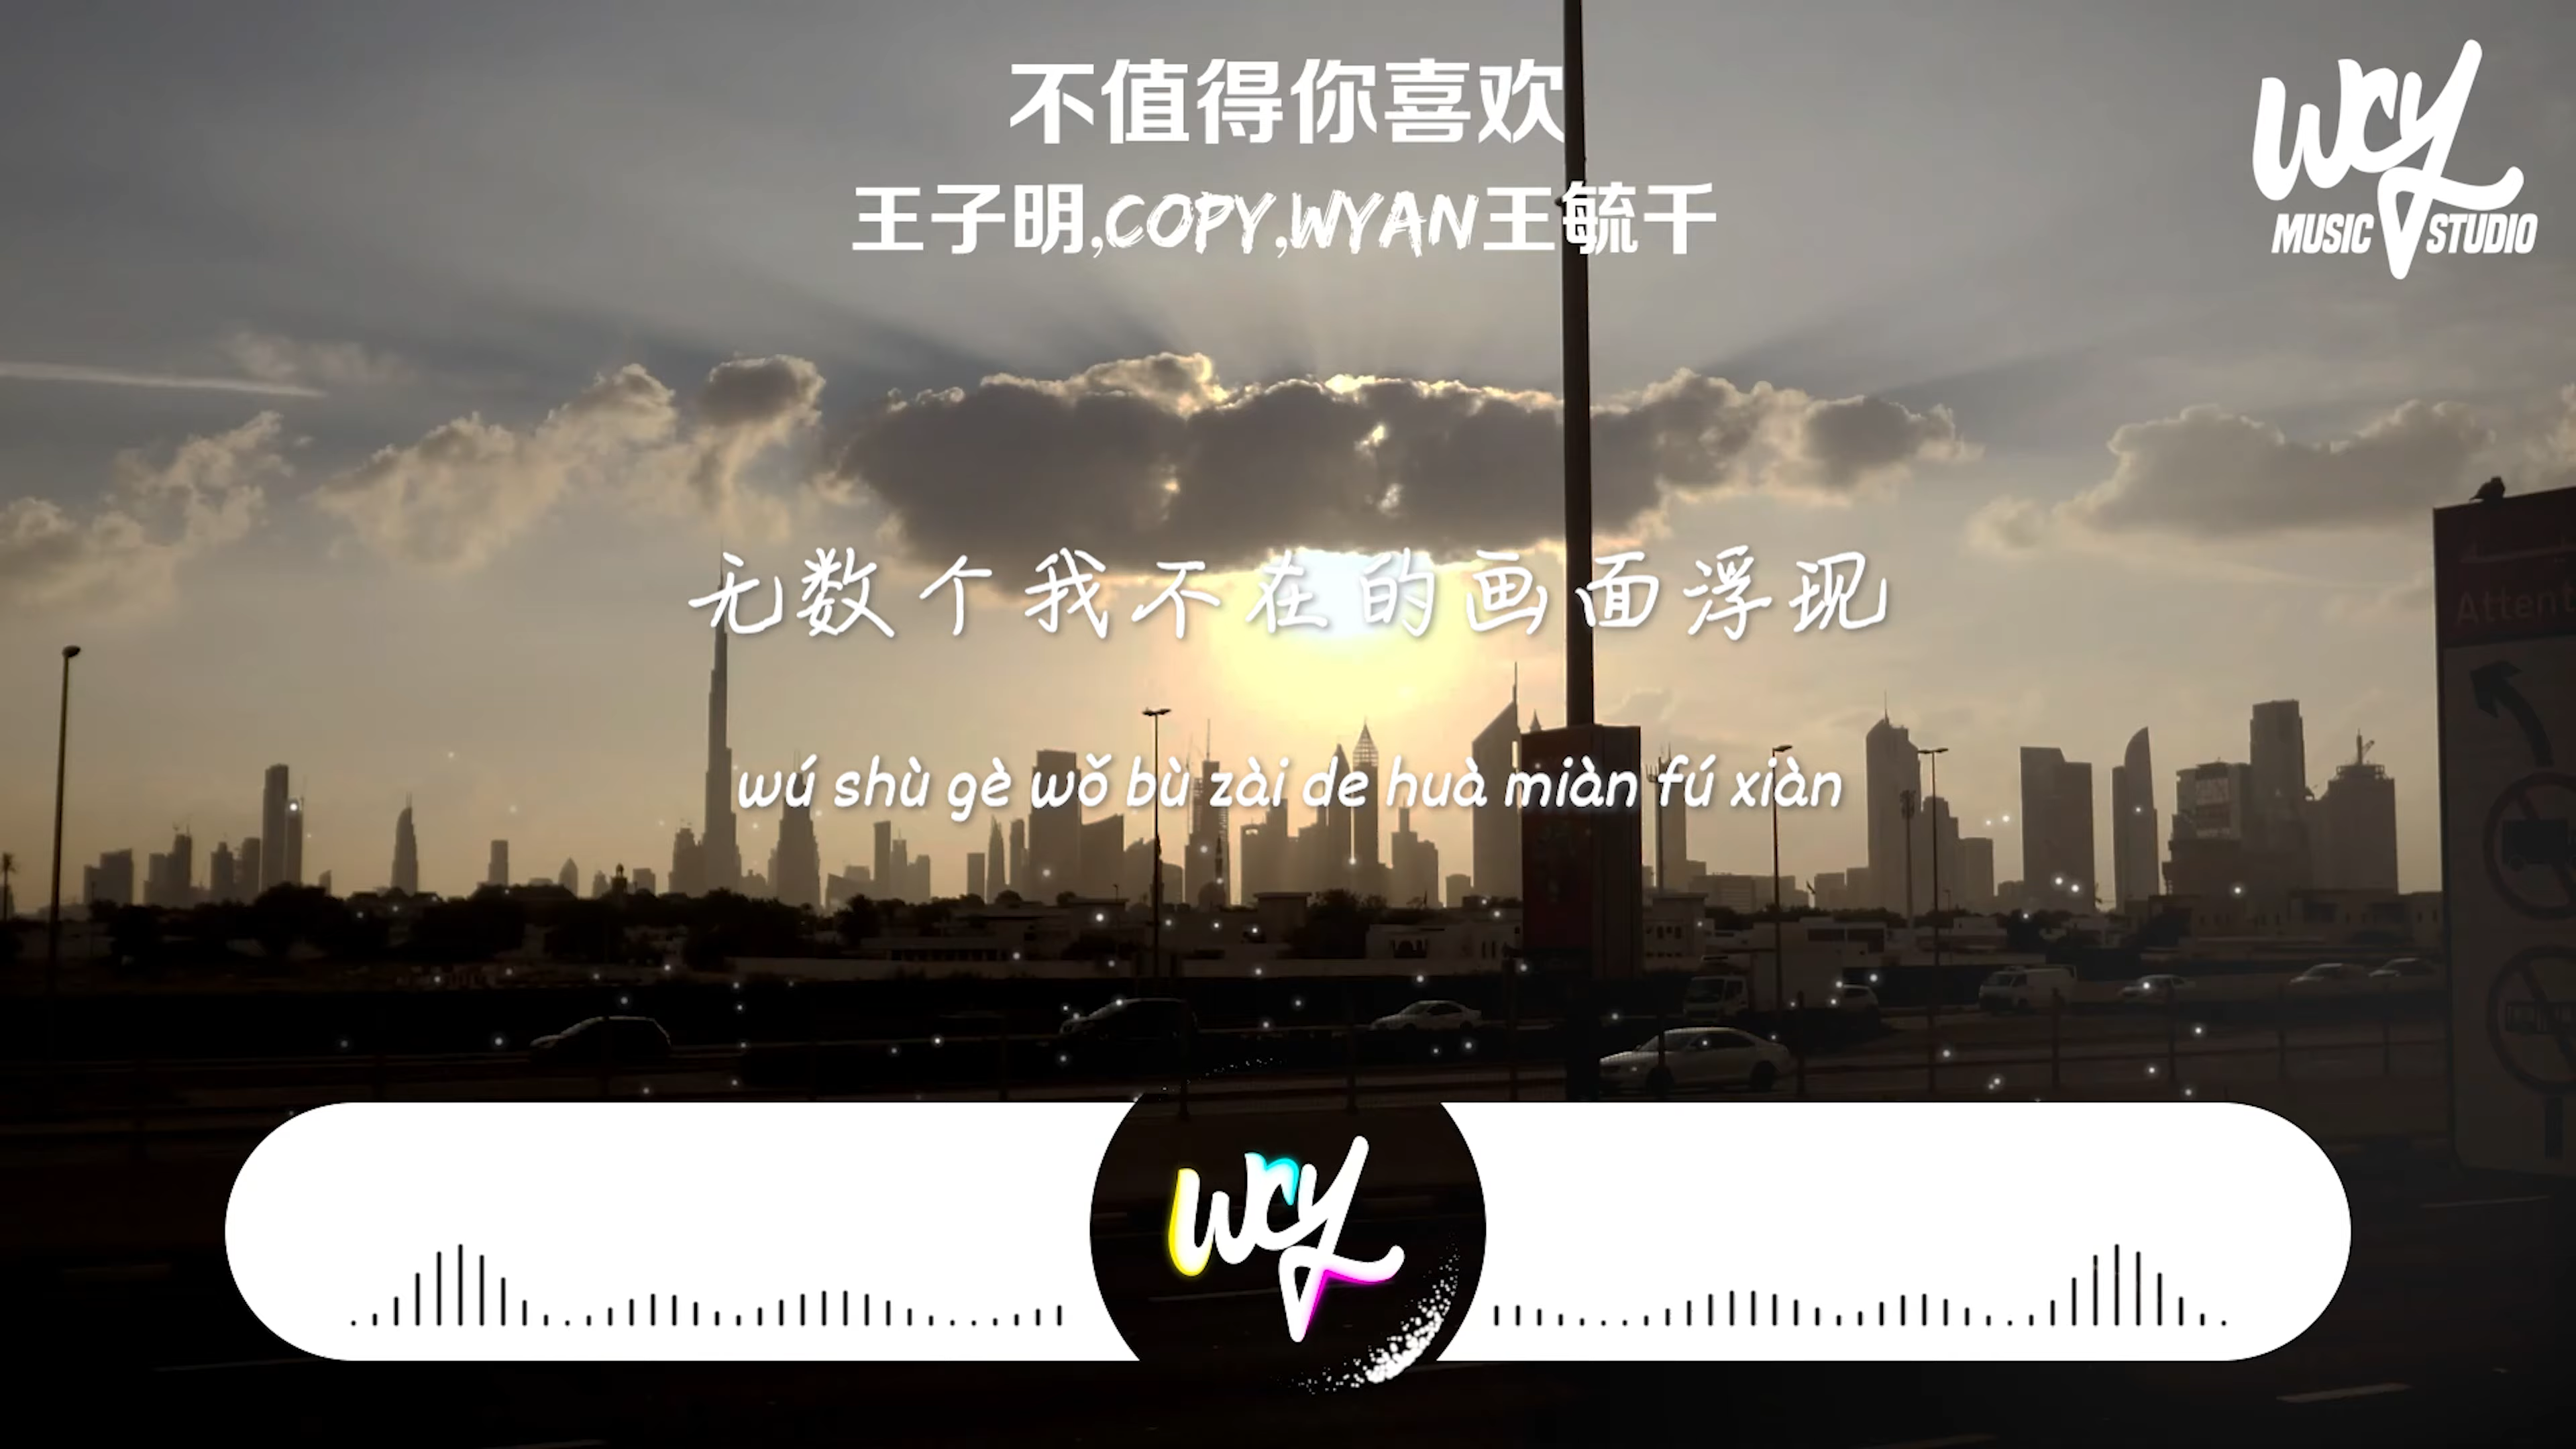 不值得你喜欢
王子明,COPY,WYAN王毓千
WCY
MUSIC STUDIO
无数个我不在的画面浮现
Atten
wú shù gè wǒ bù zài de huà miàn fú xiàn
WCY